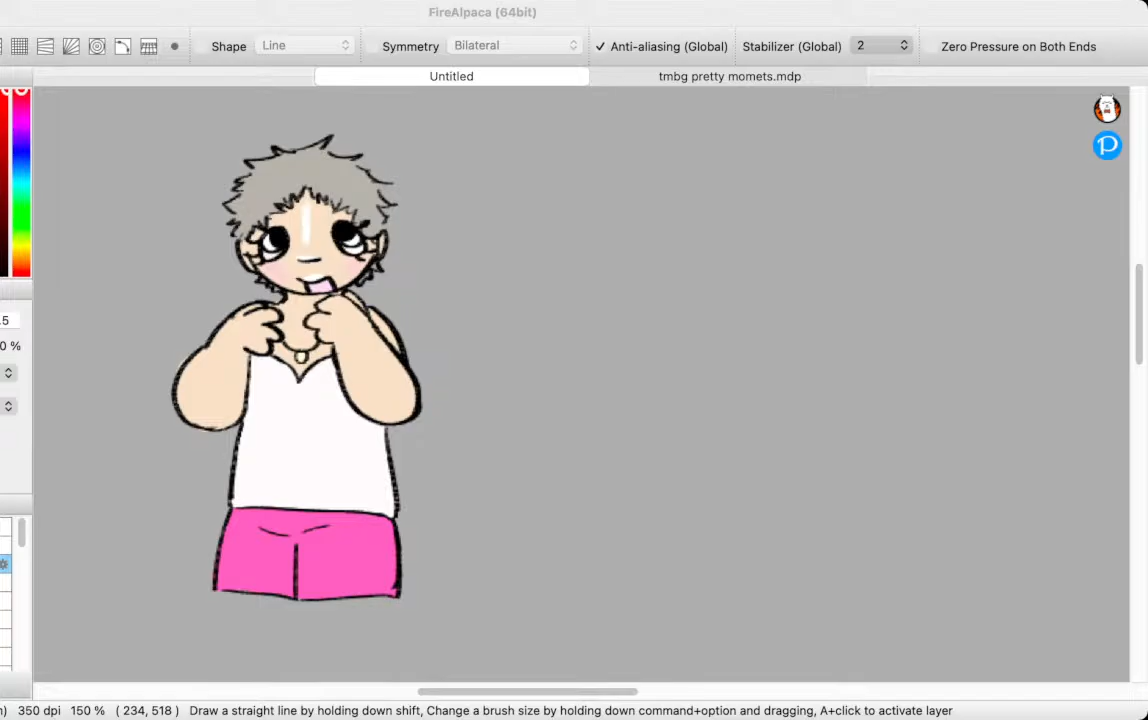 FireAlpaca (64bit)
Shape Line Symmetry Bilateral ✓ Anti-aliasing (Global) Stabilizer (Global) 2 Zero Pressure on Both Ends
Untitled tmbg pretty momets.mdp
.5
0 %
) 350 dpi 150 % ( 234, 518 ) Draw a straight line by holding down shift, Change a brush size by holding down command+option and dragging, A+click to activate layer